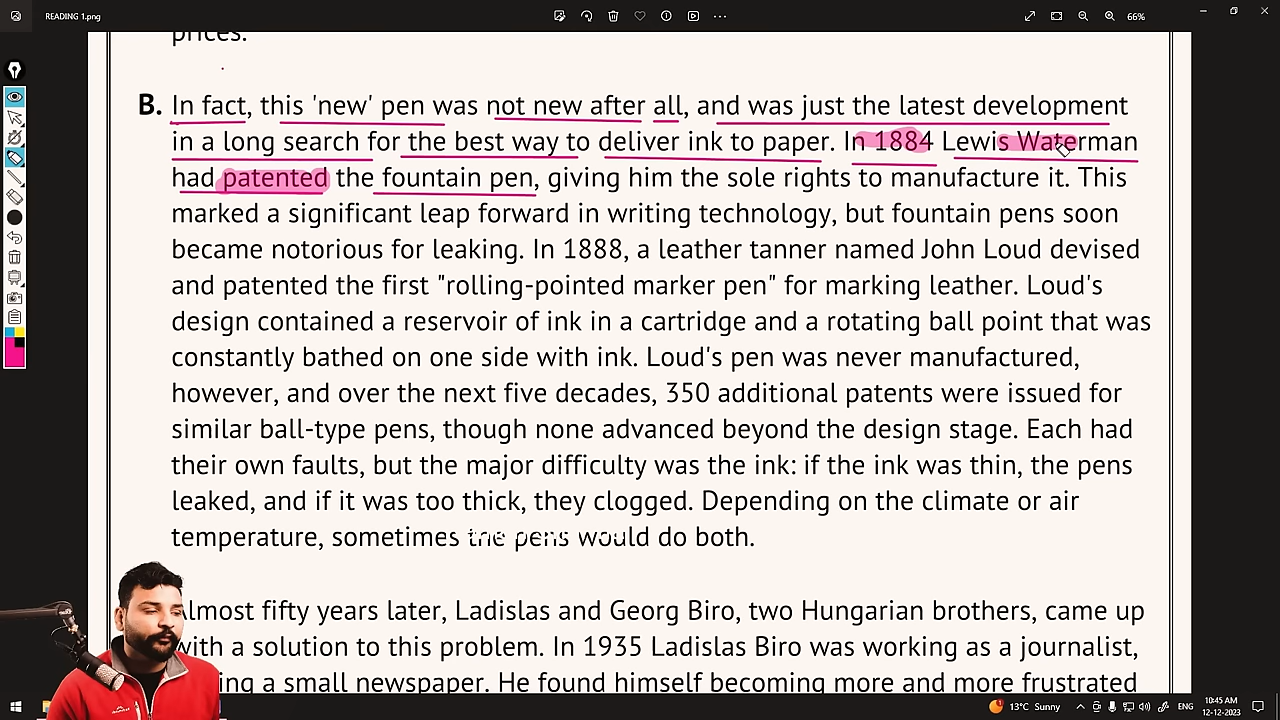 READING 1.png
66%
prices.
B. In fact, this 'new' pen was not new after all, and was just the latest development
in a long search for the best way to deliver ink to paper. In 1884 Lewis Waterman
had patented the fountain pen, giving him the sole rights to manufacture it. This
marked a significant leap forward in writing technology, but fountain pens soon
became notorious for leaking. In 1888, a leather tanner named John Loud devised
and patented the first "rolling-pointed marker pen" for marking leather. Loud's
design contained a reservoir of ink in a cartridge and a rotating ball point that was
constantly bathed on one side with ink. Loud's pen was never manufactured,
however, and over the next five decades, 350 additional patents were issued for
similar ball-type pens, though none advanced beyond the design stage. Each had
their own faults, but the major difficulty was the ink: if the ink was thin, the pens
leaked, and if it was too thick, they clogged. Depending on the climate or air
temperature, sometimes the pens would do both.
Almost fifty years later, Ladislas and Georg Biro, two Hungarian brothers, came up
with a solution to this problem. In 1935 Ladislas Biro was working as a journalist,
ing a small newspaper. He found himself becoming more and more frustrated
13°C Sunny
ENG
10:45 AM
12-12-2023